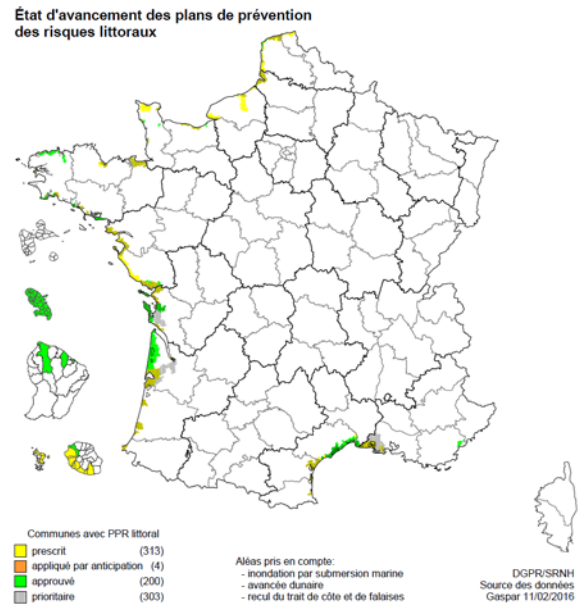 État d'avancement des plans de prévention
des risques littoraux
Communes avec PPR littoral
prescrit (313)
appliqué par anticipation (4)
approuvé (200)
prioritaire (303)
Aléas pris en compte:
- inondation par submersion marine
- avancée dunaire
- recul du trait de côte et de falaises
DGPR/SRNH
Source des données
Gaspar 11/02/2016